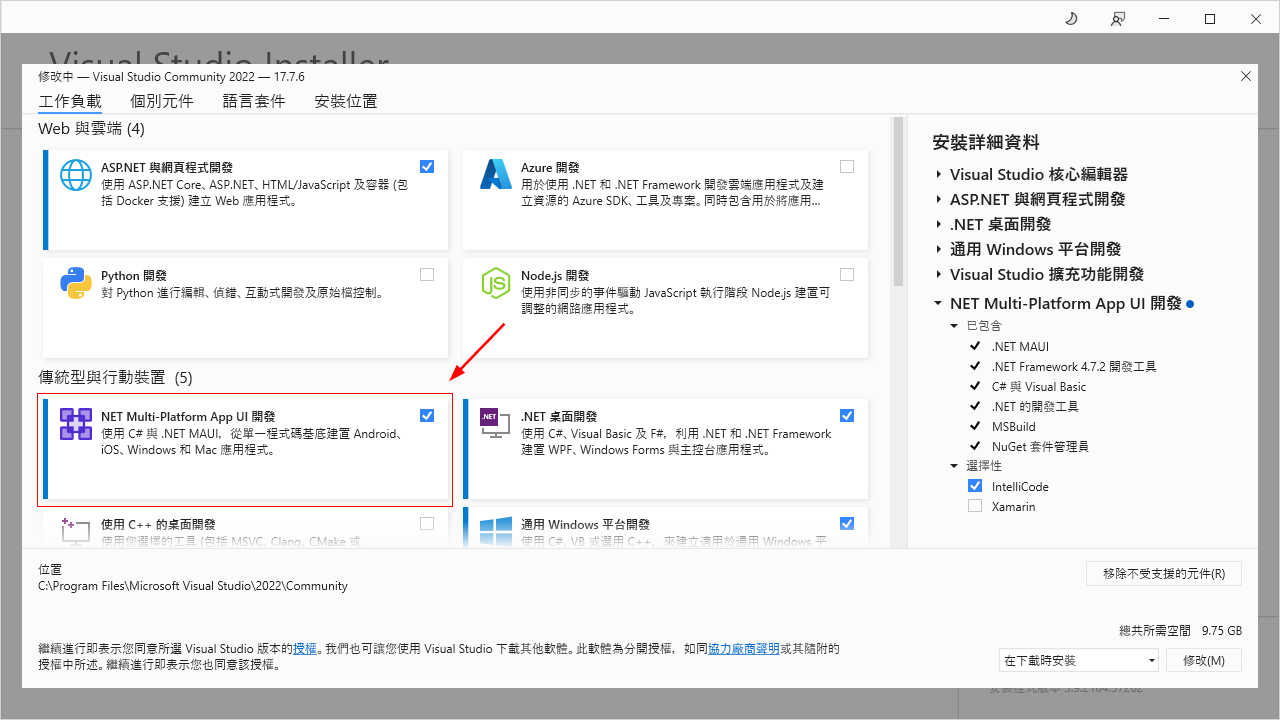 Visual Studio Installer
修改中 — Visual Studio Community 2022 — 17.7.6
工作負載 個別元件 語言套件 安裝位置
Web 與雲端 (4)
ASP.NET 與網頁程式開發
使用 ASP.NET Core、ASP.NET、HTML/JavaScript 及容器 (包
括 Docker 支援) 建立 Web 應用程式。
Azure 開發
用於使用 .NET 和 .NET Framework 開發雲端應用程式及建
立資源的 Azure SDK、工具及專案。同時包含用於將應用...
Python 開發
對 Python 進行編輯、偵錯、互動式開發及原始檔控制。
Node.js 開發
使用非同步的事件驅動 JavaScript 執行階段 Node.js 建置可
調整的網路應用程式。
傳統型與行動裝置 (5)
NET Multi-Platform App UI 開發
使用 C# 與 .NET MAUI，從單一程式碼基底建置 Android、
iOS、Windows 和 Mac 應用程式。
.NET
.NET 桌面開發
使用 C#、Visual Basic 及 F#，利用 .NET 和 .NET Framework
建置 WPF、Windows Forms 與主控台應用程式。
使用 C++ 的桌面開發
使用您選擇的工具 (包括 MSVC、Clang、CMake 或
通用 Windows 平台開發
使用 C#、VB 或選用 C++，來建立適用於通用 Windows 平
安裝詳細資料
Visual Studio 核心編輯器
ASP.NET 與網頁程式開發
.NET 桌面開發
通用 Windows 平台開發
Visual Studio 擴充功能開發
NET Multi-Platform App UI 開發
已包含
.NET MAUI
.NET Framework 4.7.2 開發工具
C# 與 Visual Basic
.NET 的開發工具
MSBuild
NuGet 套件管理員
選擇性
IntelliCode
Xamarin
位置
C:\Program Files\Microsoft Visual Studio\2022\Community
移除不受支援的元件(R)
總共所需空間 9.75 GB
繼續進行即表示您同意所選 Visual Studio 版本的授權。我們也可讓您使用 Visual Studio 下載其他軟體。此軟體為分開授權，如同協力廠商聲明或其隨附的
授權中所述。繼續進行即表示您也同意該授權。
在下載時安裝 修改(M)